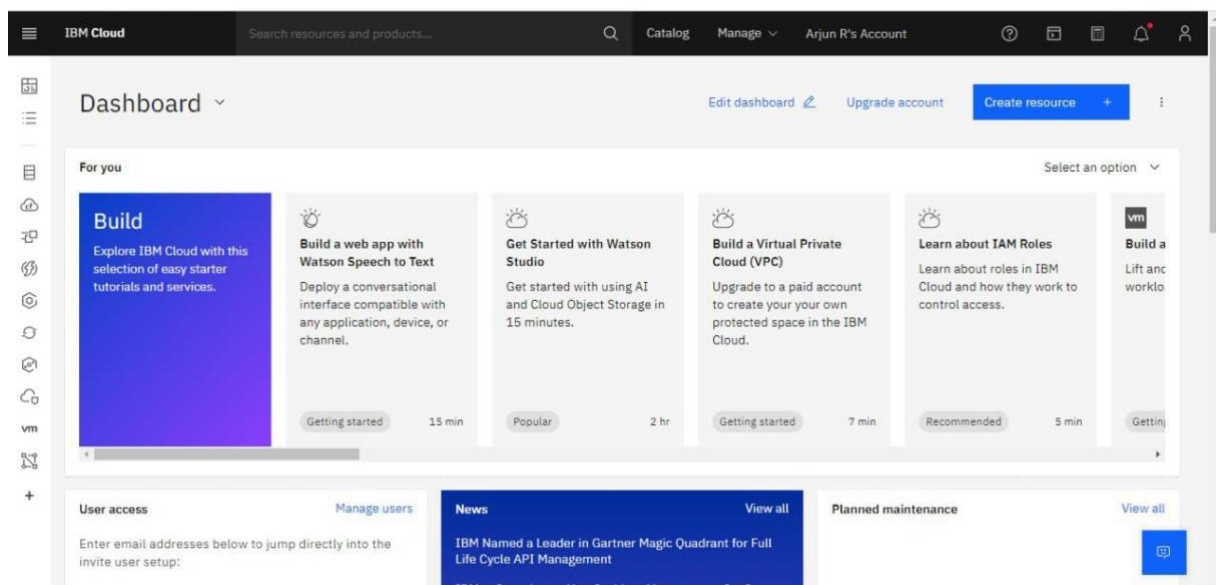 IBM Cloud
Search resources and products...
Catalog
Manage
Arjun R's Account
Dashboard
Edit dashboard
Upgrade account
Create resource +
For you
Select an option
Build
Explore IBM Cloud with this
selection of easy starter
tutorials and services.
Build a web app with
Watson Speech to Text
Deploy a conversational
interface compatible with
any application, device, or
channel.
Getting started
15 min
Get Started with Watson
Studio
Get started with using AI
and Cloud Object Storage in
15 minutes.
Popular
2 hr
Build a Virtual Private
Cloud (VPC)
Upgrade to a paid account
to create your your own
protected space in the IBM
Cloud.
Getting started
7 min
Learn about IAM Roles
Learn about roles in IBM
Cloud and how they work to
control access.
Recommended
5 min
vm
Build a
Lift and
worklo
Getting
vm
User access
Manage users
Enter email addresses below to jump directly into the
invite user setup:
News
View all
IBM Named a Leader in Gartner Magic Quadrant for Full
Life Cycle API Management
Planned maintenance
View all